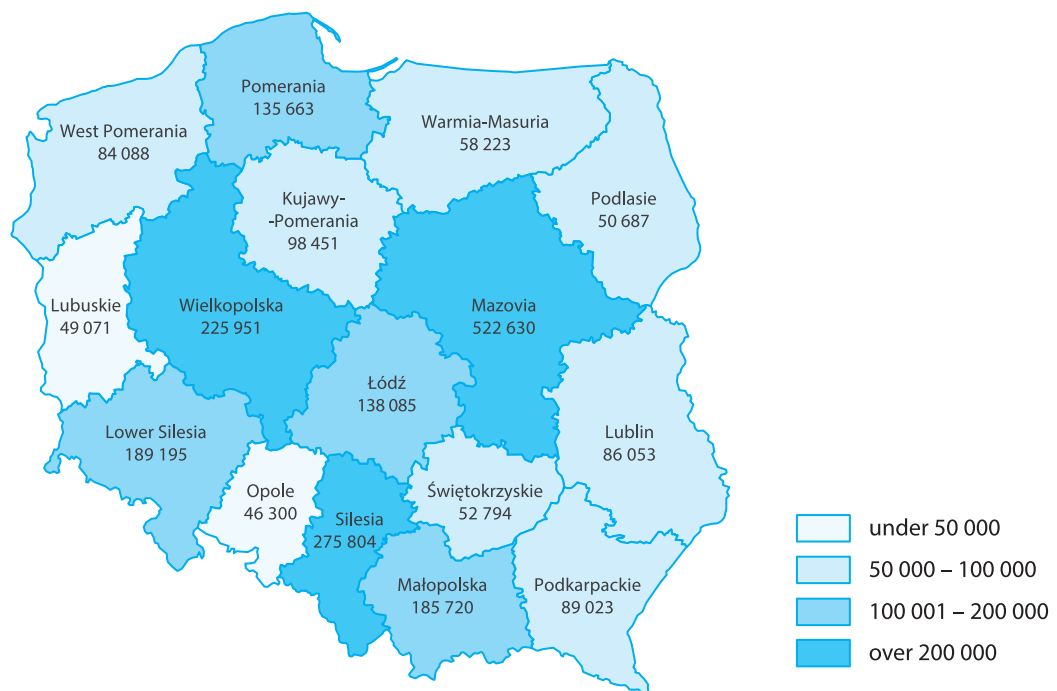 Pomerania
135 663
West Pomerania
84 088
Warmia-Masuria
58 223
Kujawy-
-Pomerania
98 451
Podlasie
50 687
Lubuskie
49 071
Wielkopolska
225 951
Mazovia
522 630
Łódź
138 085
Lower Silesia
189 195
Lublin
86 053
Opole
46 300
Silesia
275 804
Świętokrzyskie
52 794
Małopolska
185 720
Podkarpackie
89 023
under 50 000
50 000 – 100 000
100 001 – 200 000
over 200 000